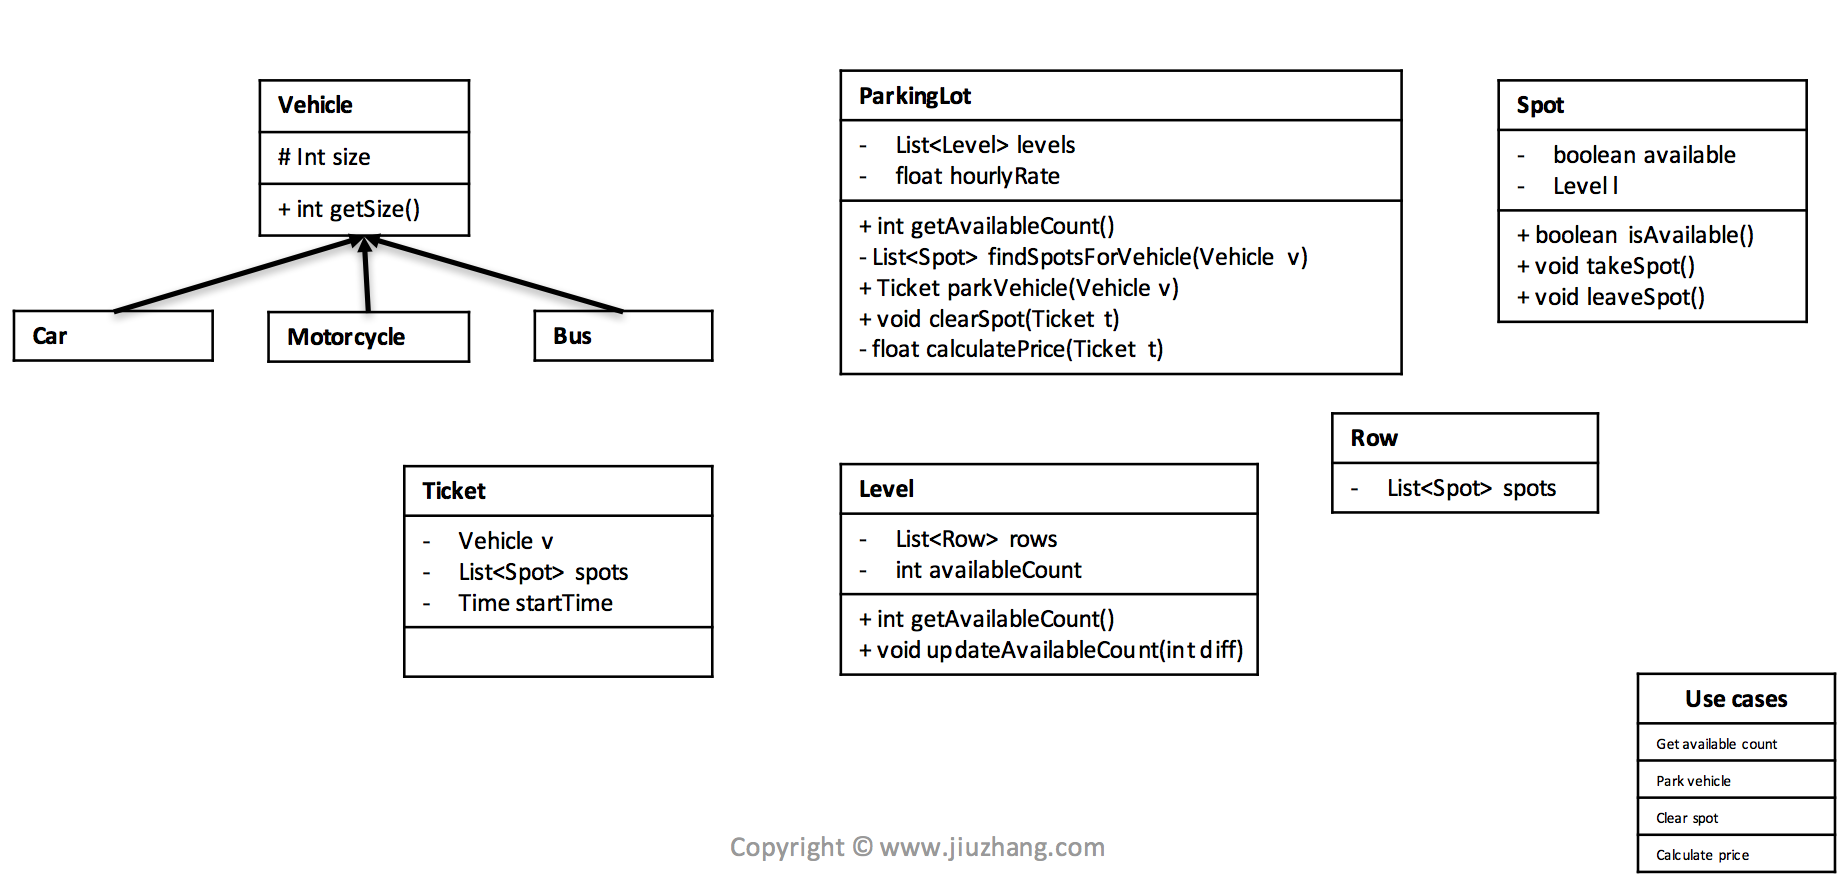 Vehicle
# Int size
+ int getSize()
Car
Motorcycle
Bus
ParkingLot
- List<Level> levels
- float hourlyRate
+ int getAvailableCount()
- List<Spot> findSpotsForVehicle(Vehicle v)
+ Ticket parkVehicle(Vehicle v)
+ void clearSpot(Ticket t)
- float calculatePrice(Ticket t)
Spot
- boolean available
- Level l
+ boolean isAvailable()
+ void takeSpot()
+ void leaveSpot()
Ticket
- Vehicle v
- List<Spot> spots
- Time startTime
Level
- List<Row> rows
- int availableCount
+ int getAvailableCount()
+ void updateAvailableCount(int diff)
Row
- List<Spot> spots
Use cases
Get available count
Park vehicle
Clear spot
Calculate price
Copyright © www.jiuzhang.com